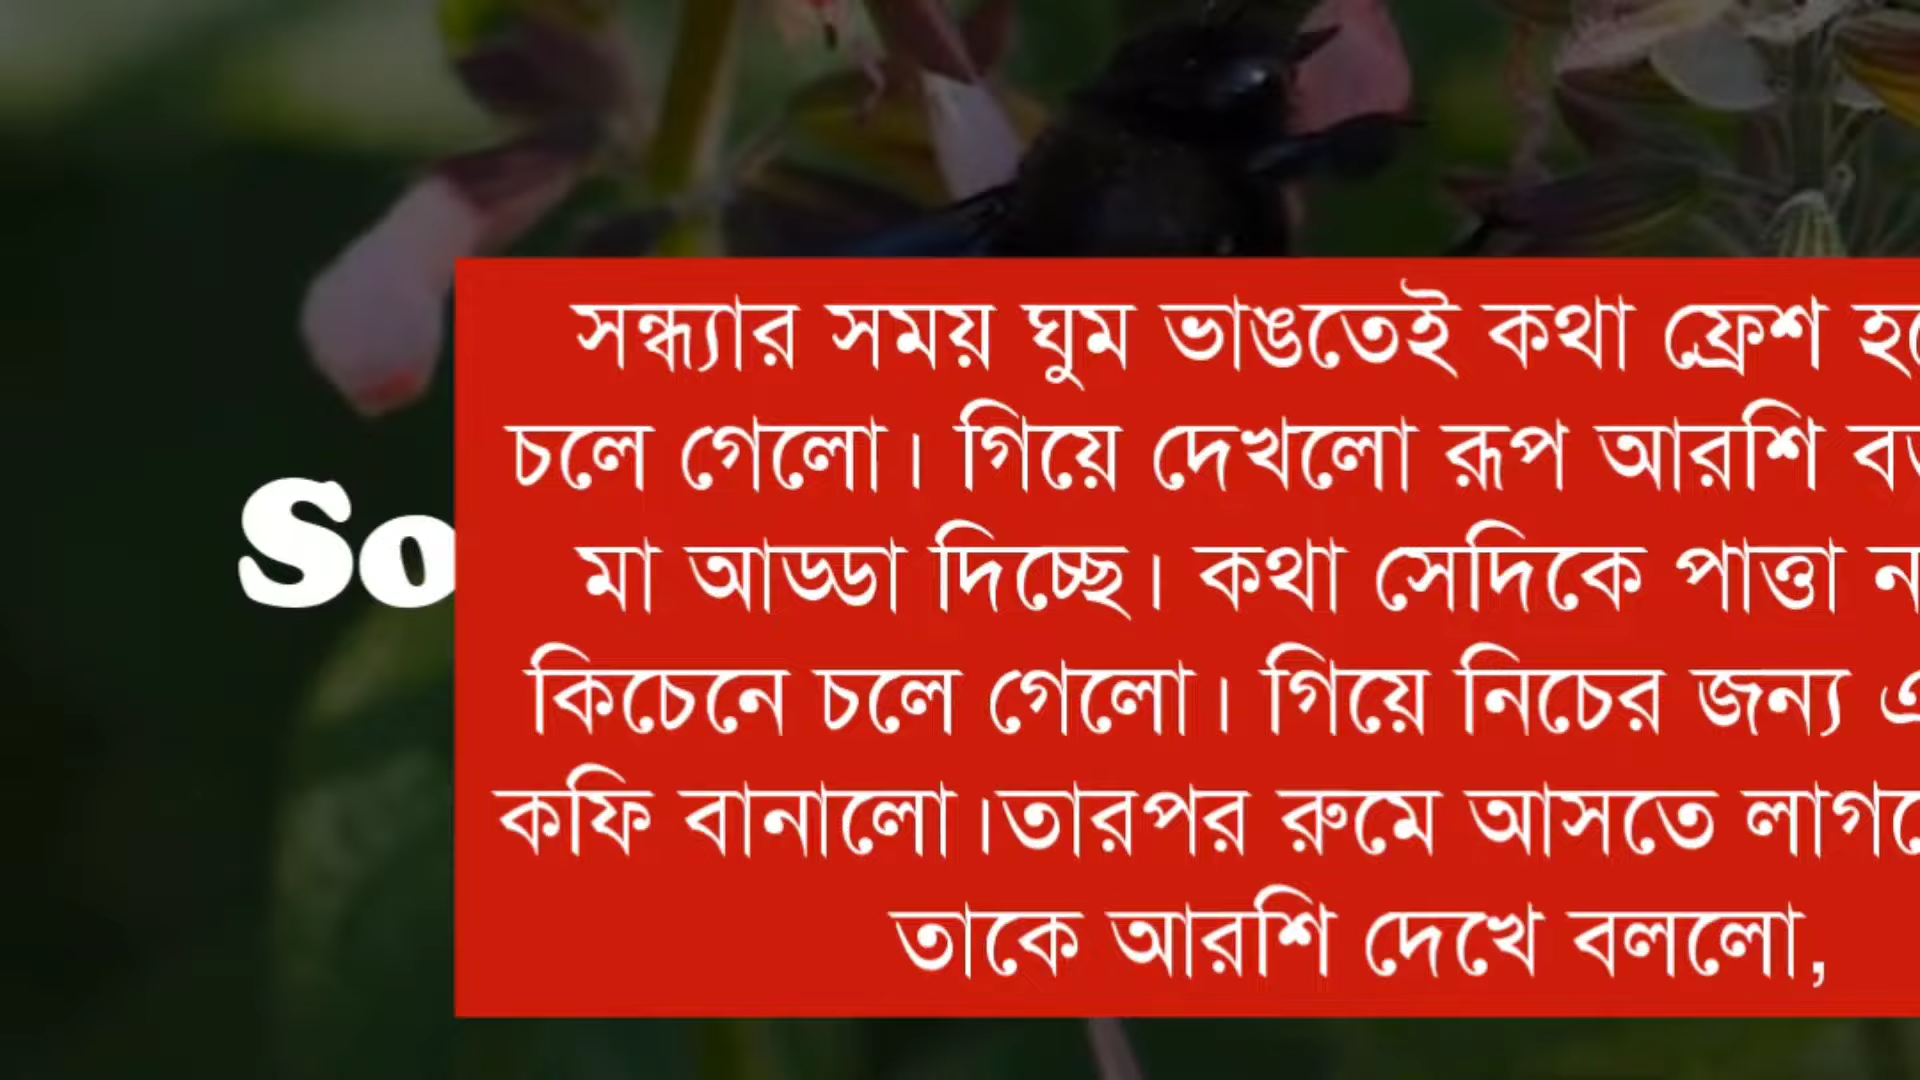 সন্ধ্যার সময় ঘুম ভাঙতেই কথা ফ্রেশ
চলে গেলো। গিয়ে দেখলো রূপ আরশি
So
মা আড্ডা দিচ্ছে। কথা সেদিকে পাত্তা
কিচেনে চলে গেলো। গিয়ে নিচের জন্য
কফি বানালো।তারপর রুমে আসতে
তাকে আরশি দেখে বললো,